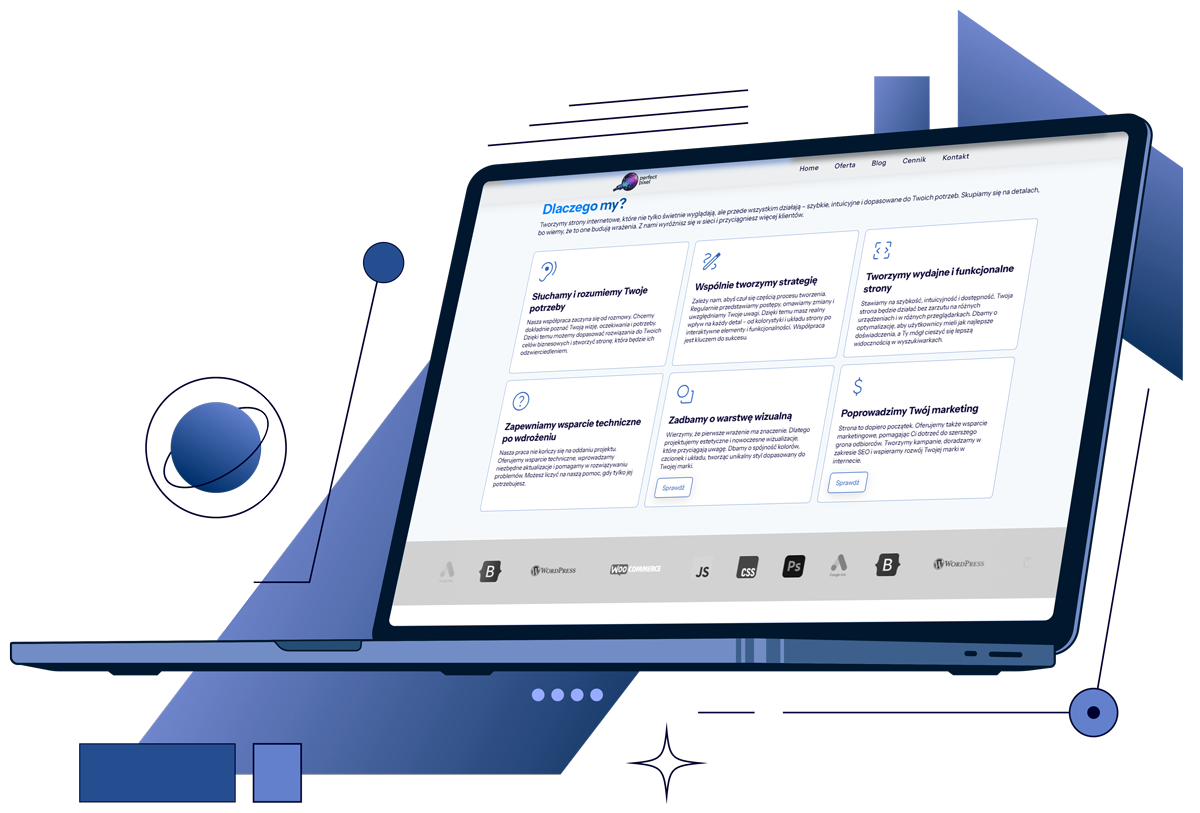 Home Oferta Blog Cennik Kontakt
perfect
pixel
Dlaczego my?
Tworzymy strony internetowe, które nie tylko świetnie wyglądają, ale przede wszystkim działają – szybkie, intuicyjne i dopasowane do Twoich potrzeb. Skupiamy się na detalach,
bo wiemy, że to one budują wrażenia. Z nami wyróżnisz się w sieci i przyciągniesz więcej klientów.
Słuchamy i rozumiemy Twoje
potrzeby
Nasza współpraca zaczyna się od rozmowy. Chcemy
dokładnie poznać Twoją wizję, oczekiwania i potrzeby.
Dzięki temu możemy dopasować rozwiązania do Twoich
celów biznesowych i stworzyć stronę, która będzie ich
odzwierciedleniem.
Wspólnie tworzymy strategię
Zależy nam, abyś czuł się częścią procesu tworzenia.
Regularnie przedstawiamy postępy, omawiamy zmiany i
uwzględniamy Twoje uwagi. Dzięki temu masz realny
wpływ na każdy detal – od kolorystyki i układu strony po
interaktywne elementy i funkcjonalności. Współpraca
jest kluczem do sukcesu.
Tworzymy wydajne i funkcjonalne
strony
Stawiamy na szybkość, intuicyjność i dostępność. Twoja
strona będzie działać bez zarzutu na różnych
urządzeniach i w różnych przeglądarkach. Dbamy o
optymalizację, aby użytkownicy mieli jak najlepsze
doświadczenia, a Ty mógł cieszyć się lepszą
widocznością w wyszukiwarkach.
Zapewniamy wsparcie techniczne
po wdrożeniu
Nasza praca nie kończy się na oddaniu projektu.
Oferujemy wsparcie techniczne, wprowadzamy
niezbędne aktualizacje i pomagamy w rozwiązywaniu
problemów. Możesz liczyć na naszą pomoc, gdy tylko jej
potrzebujesz.
Zadbamy o warstwę wizualną
Wierzymy, że pierwsze wrażenie ma znaczenie. Dlatego
projektujemy estetyczne i nowoczesne wizualizacje,
które przyciągają uwagę. Dbamy o spójność kolorów,
czcionek i układu, tworząc unikalny styl dopasowany do
Twojej marki.
Sprawdź
Poprowadzimy Twój marketing
Strona to dopiero początek. Oferujemy także wsparcie
marketingowe, pomagając Ci dotrzeć do szerszego
grona odbiorców. Tworzymy kampanie, doradzamy w
zakresie SEO i wspieramy rozwój Twojej marki w
internecie.
Sprawdź
B WORDPRESS WOO COMMERCE JS CSS Ps B WORDPRESS